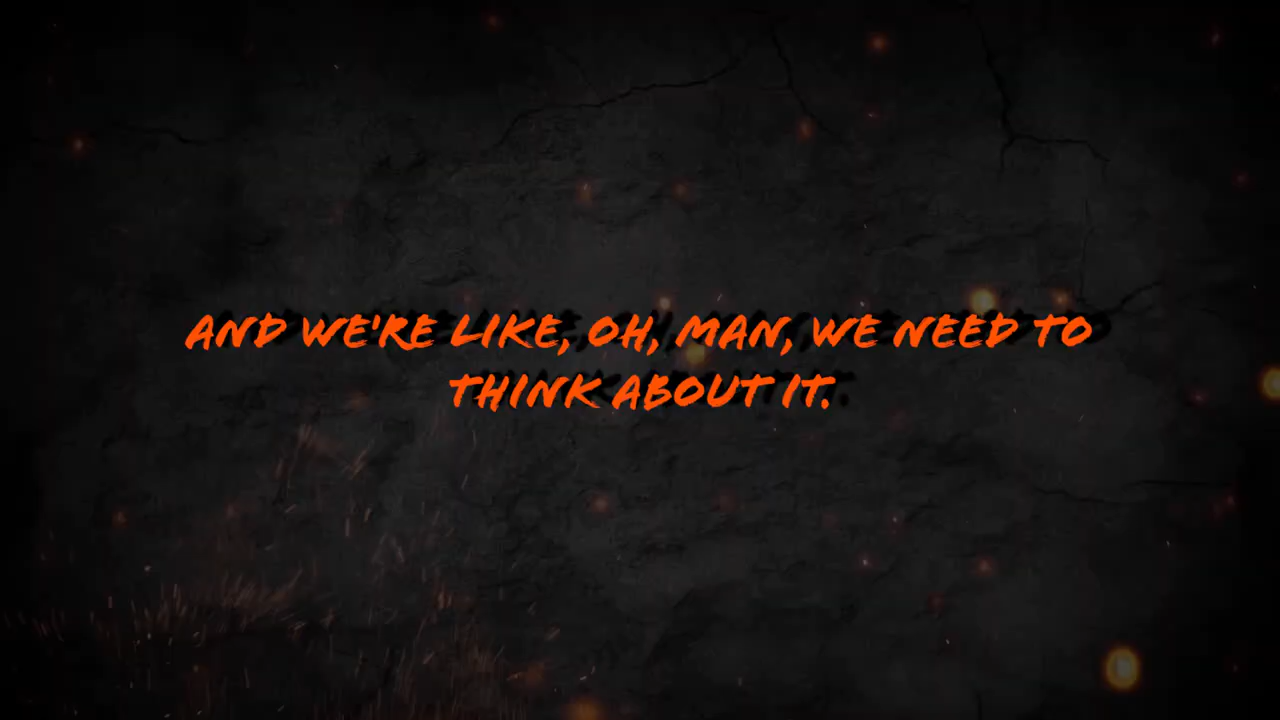 AND WE'RE LIKE, OH, MAN, WE NEED TO
THINK ABOUT IT.